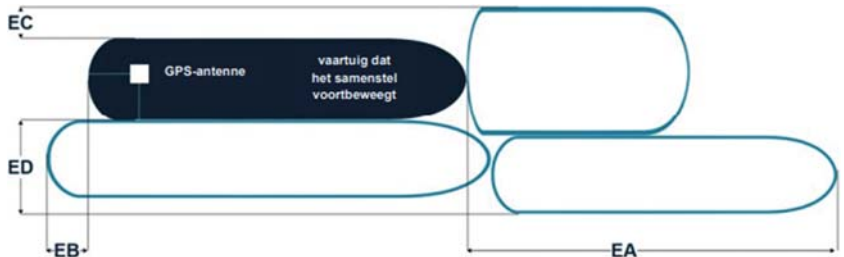 EC
GPS-antenne
vaartuig dat
het samenstel
voortbeweegt
ED
EB
EA